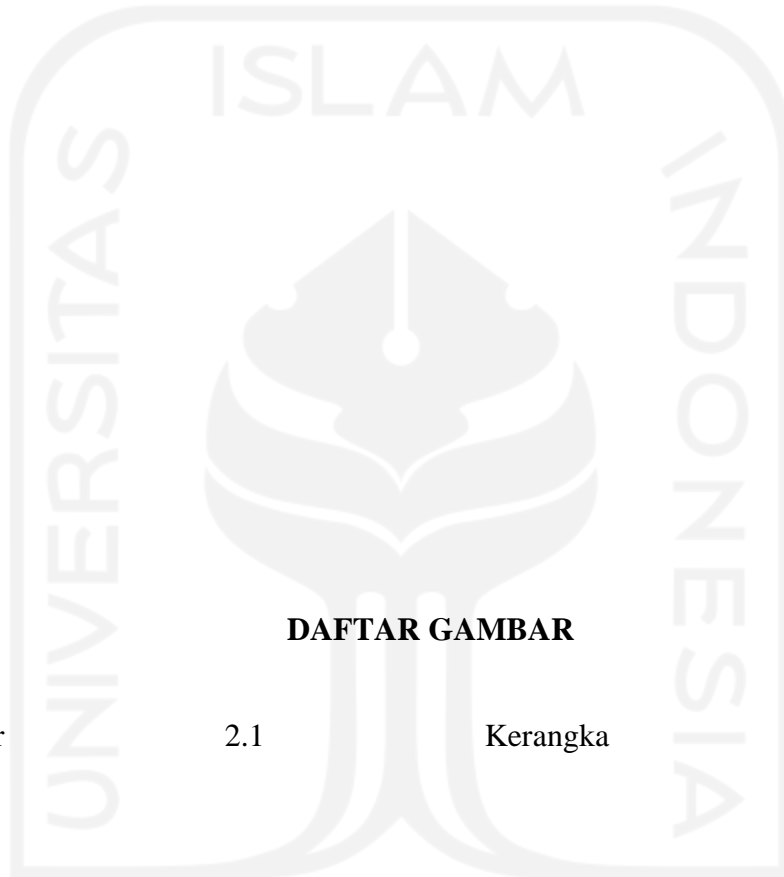 ISLAM
UNIVERSITAS
INDONESIA
DAFTAR GAMBAR
r 2.1 Kerangka